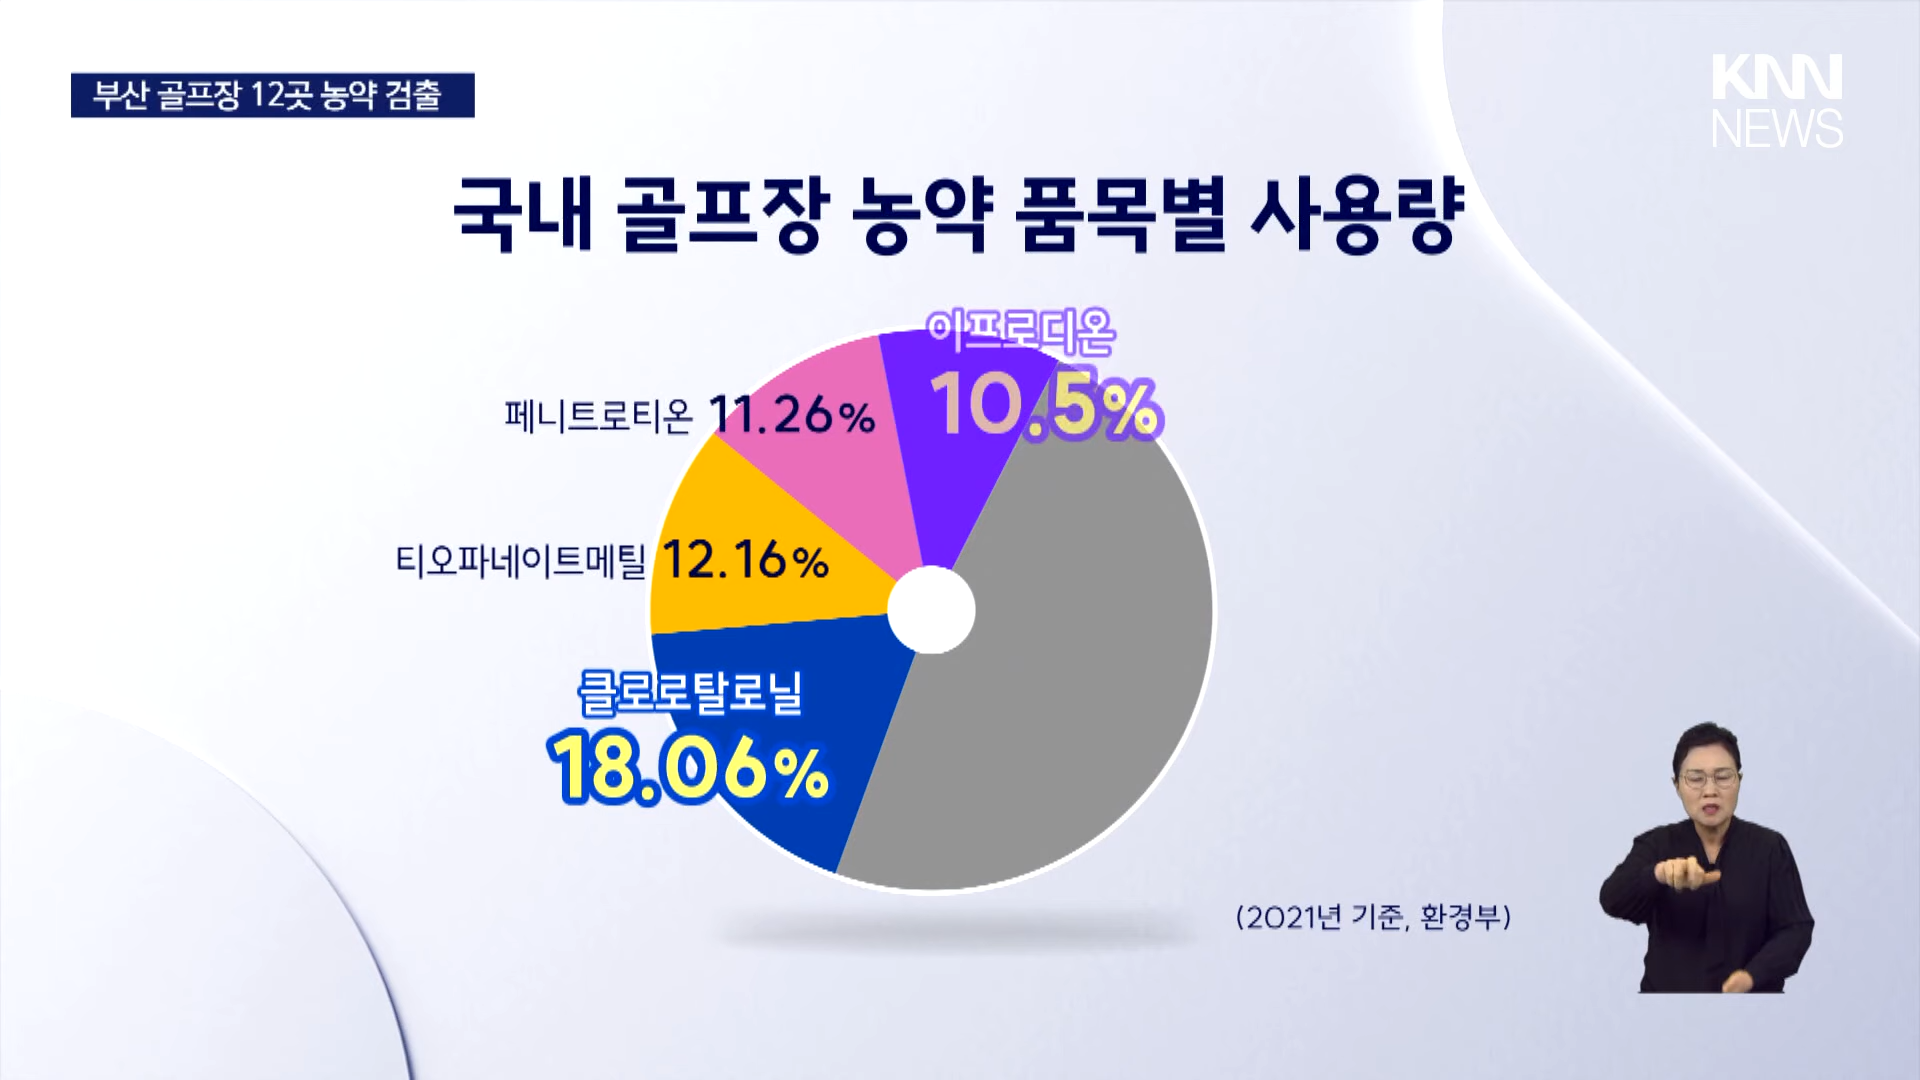 부산 골프장 12곳 농약 검출
KNN
NEWS
국내 골프장 농약 품목별 사용량
이프로디온
10.5%
페니트로티온 11.26%
티오파네이트메틸 12.16%
클로로탈로닐
18.06%
(2021년 기준, 환경부)